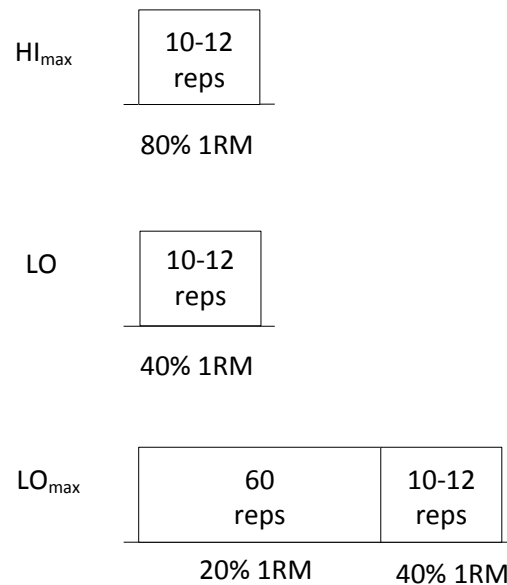 HImax
10-12
reps
80% 1RM
LO
10-12
reps
40% 1RM
LOmax
60
reps
10-12
reps
20% 1RM
40% 1RM